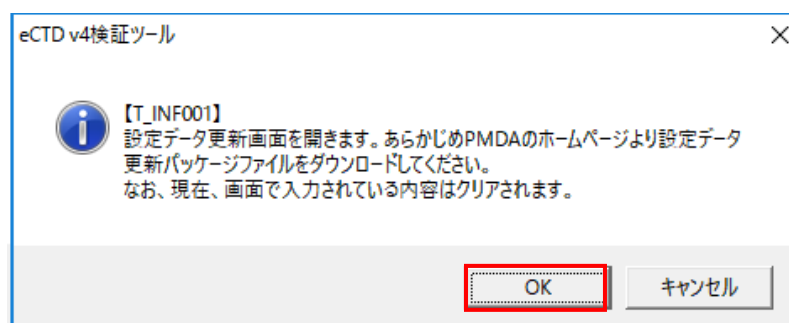 eCTD v4検証ツール
【T_INF001】
設定データ更新画面を開きます。あらかじめPMDAのホームページより設定データ
更新パッケージファイルをダウンロードしてください。
なお、現在、画面で入力されている内容はクリアされます。
OK
キャンセル